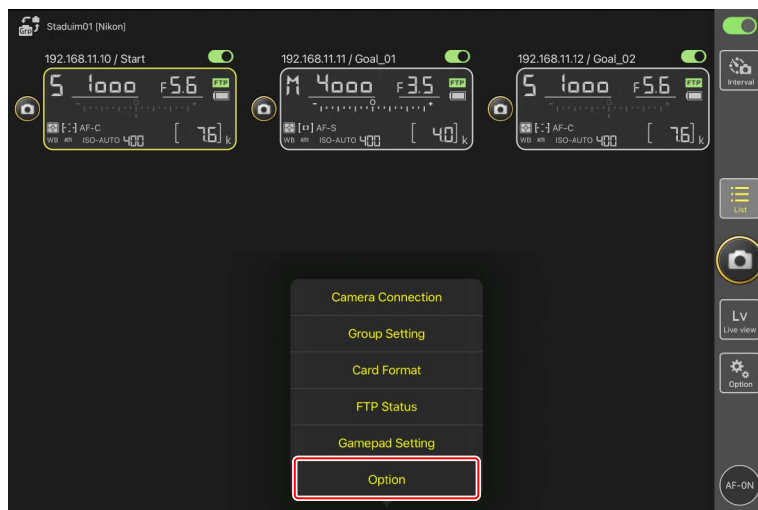 Grp Staduim01 [Nikon]
192.168.11.10 / Start
S 1000 F5.6 FTP
- +
[::] AF-C
WB ISO-AUTO 400 [ 7.6] k
192.168.11.11 / Goal_01
M 4000 F3.5 FTP
- +
AF-S
WB ISO-AUTO 400 [ 4.0] k
192.168.11.12 / Goal_02
S 1000 F5.6 FTP
- +
[::] AF-C
WB ISO-AUTO 400 [ 7.6] k
Interval
List
Lv
Live view
Option
AF-ON
Camera Connection
Group Setting
Card Format
FTP Status
Gamepad Setting
Option